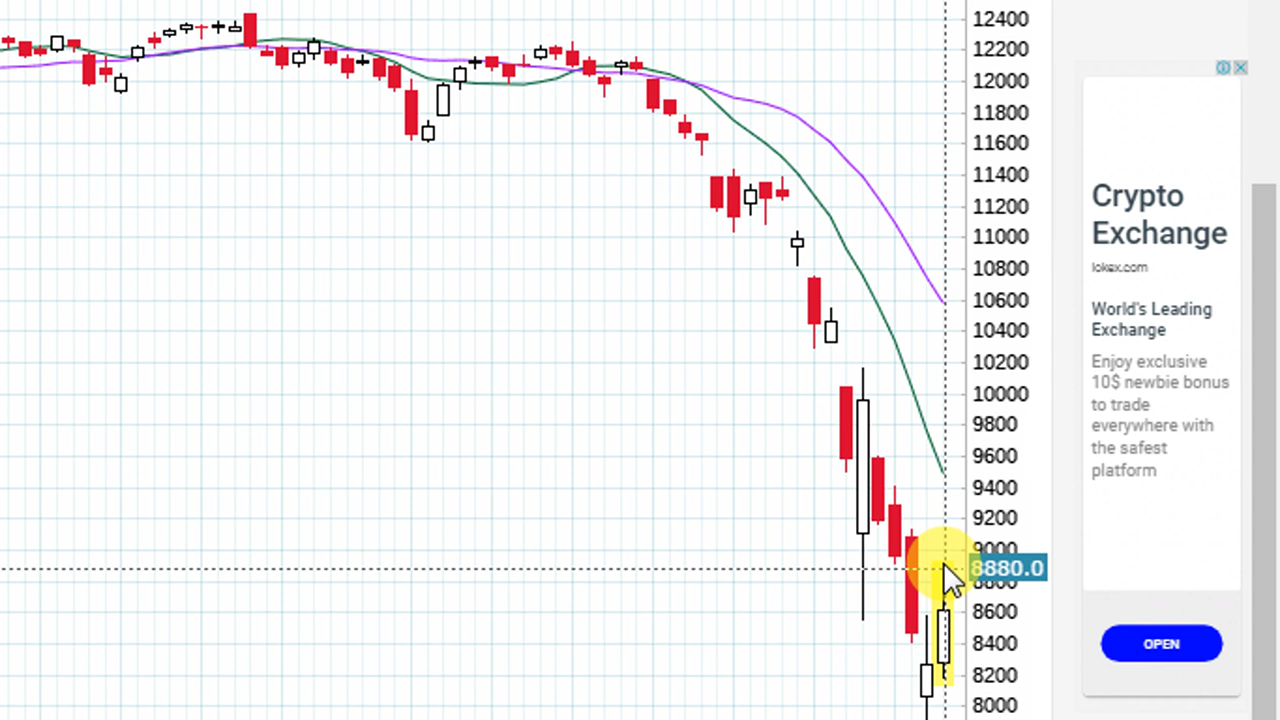 12400
12200
12000
11800
11600
11400
11200
11000
10800
10600
10400
10200
10000
9800
9600
9400
9200
9000
8880.0
8800
8600
8400
8200
8000
Crypto
Exchange
lokex.com
World's Leading
Exchange
Enjoy exclusive
10$ newbie bonus
to trade
everywhere with
the safest
platform
OPEN